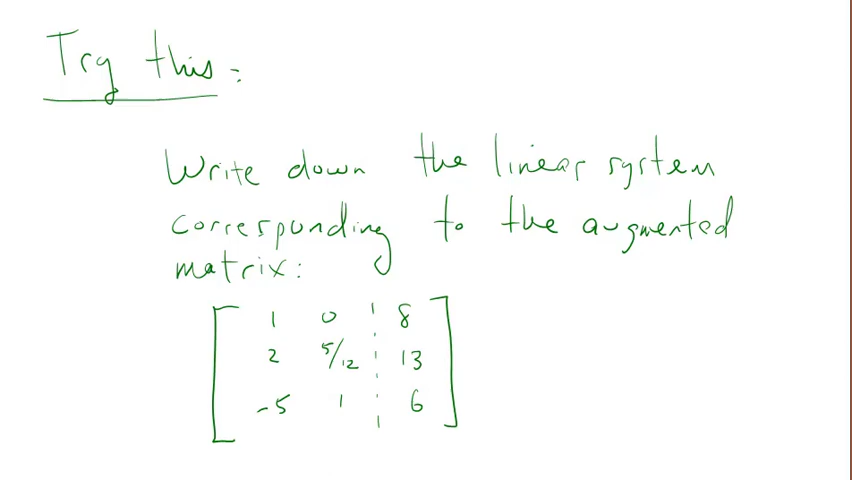 Try this:
Write down the linear system
corresponding to the augmented
matrix:
1 0 8
2 5/12 13
-5 1 6